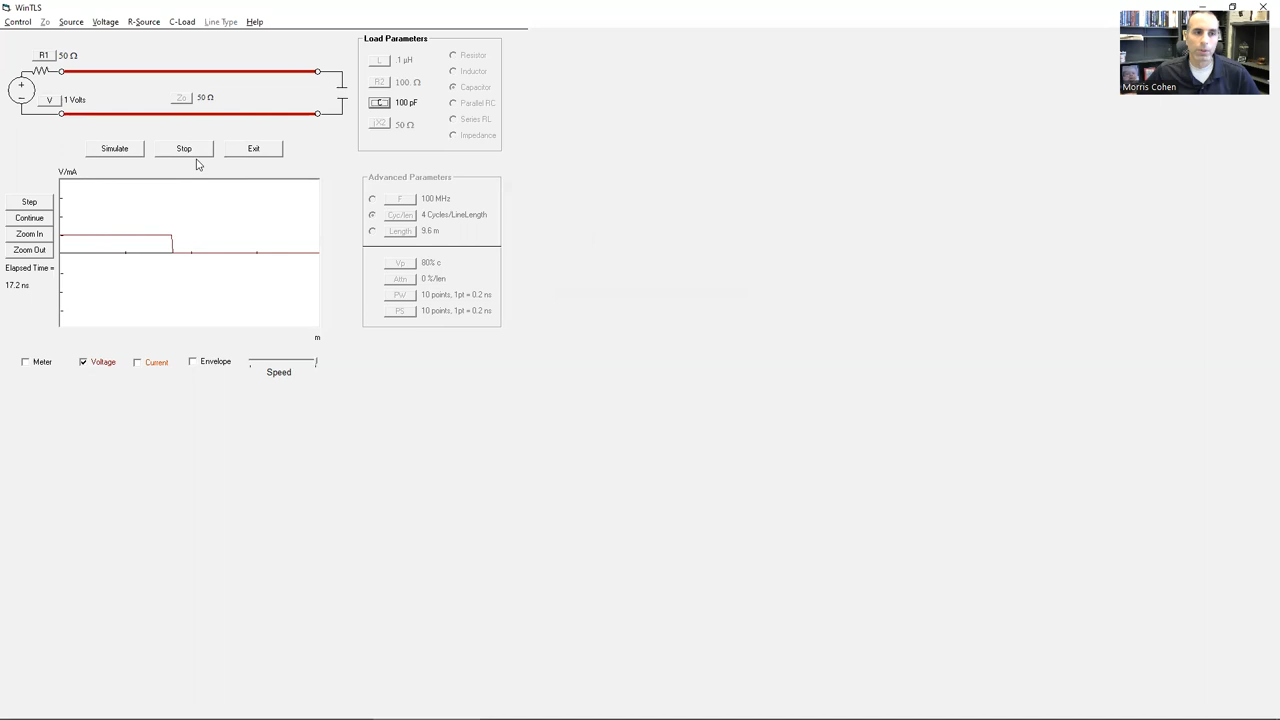 WinTLS
Control Zo Source Voltage R-Source C-Load Line Type Help
R1 50 Ω
V 1 Volts
Zo 50 Ω
Simulate Stop Exit
V/mA
Step
Continue
Zoom In
Zoom Out
Elapsed Time =
17.2 ns
m
Meter Voltage Current Envelope
Speed
Load Parameters
L .1 µH
R2 100. Ω
C 100 pF
jX2 50 Ω
Resistor
Inductor
Capacitor
Parallel RC
Series RL
Impedance
Advanced Parameters
F 100 MHz
Cyc/len 4 Cycles/LineLength
Length 9.6 m
Vp 80% c
Attn 0 %/len
PW 10 points, 1pt = 0.2 ns
PS 10 points, 1pt = 0.2 ns
Morris Cohen